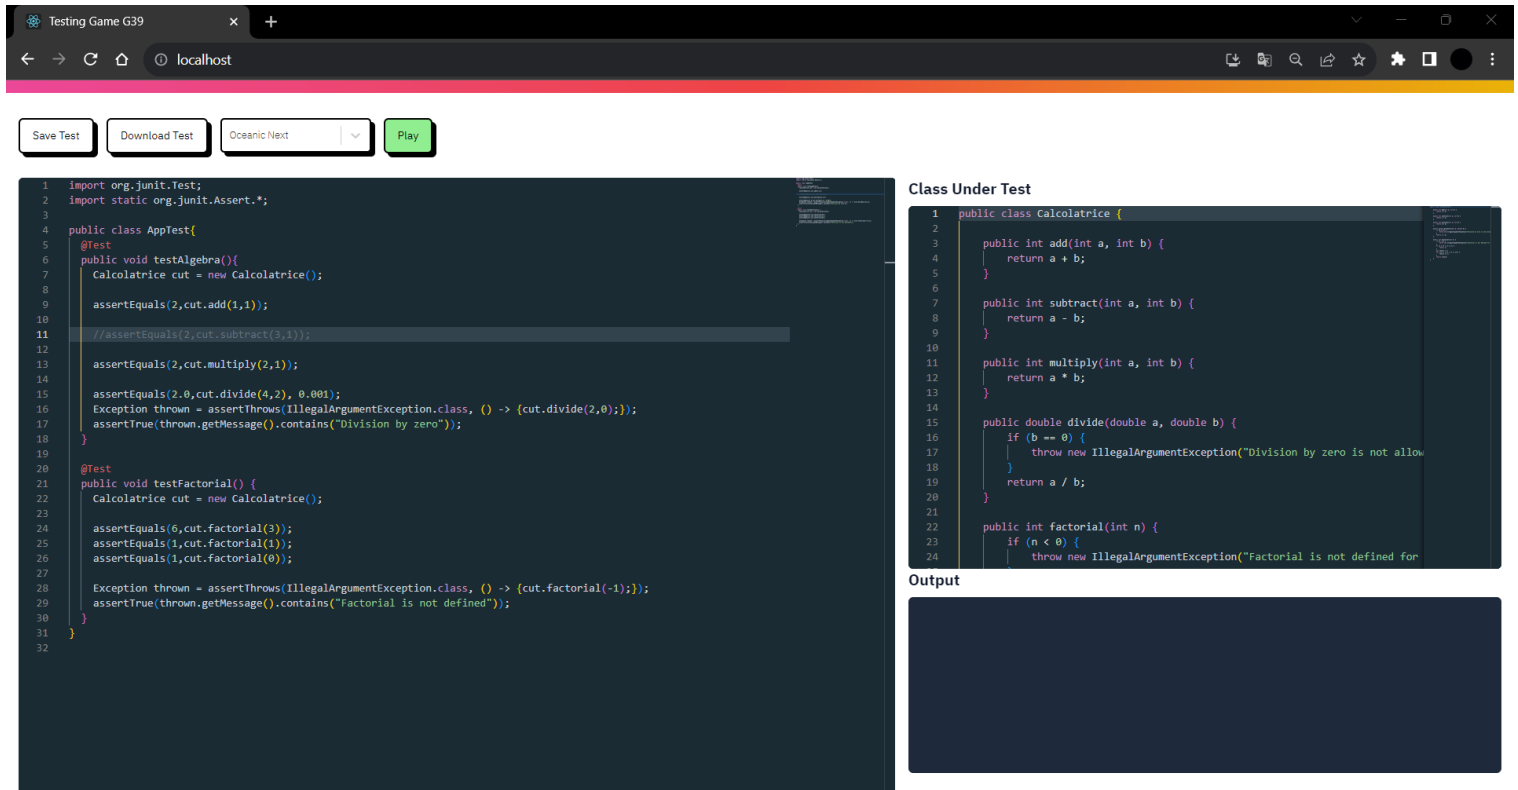 Testing Game G39
localhost
Save Test
Download Test
Oceanic Next
Play
1 import org.junit.Test;
2 import static org.junit.Assert.*;
3
4 public class AppTest{
5 @Test
6 public void testAlgebra(){
7 Calcolatrice cut = new Calcolatrice();
8
9 assertEquals(2,cut.add(1,1));
10
11 //assertEquals(2,cut.subtract(3,1));
12
13 assertEquals(2,cut.multiply(2,1));
14
15 assertEquals(2.0,cut.divide(4,2), 0.001);
16 Exception thrown = assertThrows(IllegalArgumentException.class, () -> {cut.divide(2,0);});
17 assertTrue(thrown.getMessage().contains("Division by zero"));
18 }
19
20 @Test
21 public void testFactorial() {
22 Calcolatrice cut = new Calcolatrice();
23
24 assertEquals(6,cut.factorial(3));
25 assertEquals(1,cut.factorial(1));
26 assertEquals(1,cut.factorial(0));
27
28 Exception thrown = assertThrows(IllegalArgumentException.class, () -> {cut.factorial(-1);});
29 assertTrue(thrown.getMessage().contains("Factorial is not defined"));
30 }
31 }
32
Class Under Test
1 public class Calcolatrice {
2
3 public int add(int a, int b) {
4 return a + b;
5 }
6
7 public int subtract(int a, int b) {
8 return a - b;
9 }
10
11 public int multiply(int a, int b) {
12 return a * b;
13 }
14
15 public double divide(double a, double b) {
16 if (b == 0) {
17 throw new IllegalArgumentException("Division by zero is not allow
18 }
19 return a / b;
20 }
21
22 public int factorial(int n) {
23 if (n < 0) {
24 throw new IllegalArgumentException("Factorial is not defined for
Output